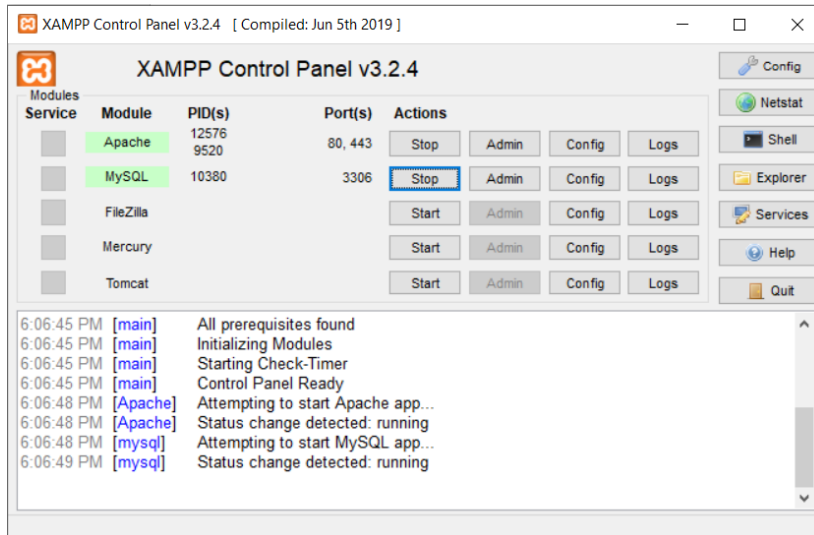 XAMPP Control Panel v3.2.4 [ Compiled: Jun 5th 2019 ]
XAMPP Control Panel v3.2.4
Config
Modules
Netstat
Service Module PID(s) Port(s) Actions
Apache 12576 9520 80, 443 Stop Admin Config Logs
Shell
MySQL 10380 3306 Stop Admin Config Logs
Explorer
FileZilla Start Admin Config Logs
Services
Mercury Start Admin Config Logs
Help
Tomcat Start Admin Config Logs
Quit
6:06:45 PM [main] All prerequisites found
6:06:45 PM [main] Initializing Modules
6:06:45 PM [main] Starting Check-Timer
6:06:45 PM [main] Control Panel Ready
6:06:48 PM [Apache] Attempting to start Apache app...
6:06:48 PM [Apache] Status change detected: running
6:06:48 PM [mysql] Attempting to start MySQL app...
6:06:49 PM [mysql] Status change detected: running